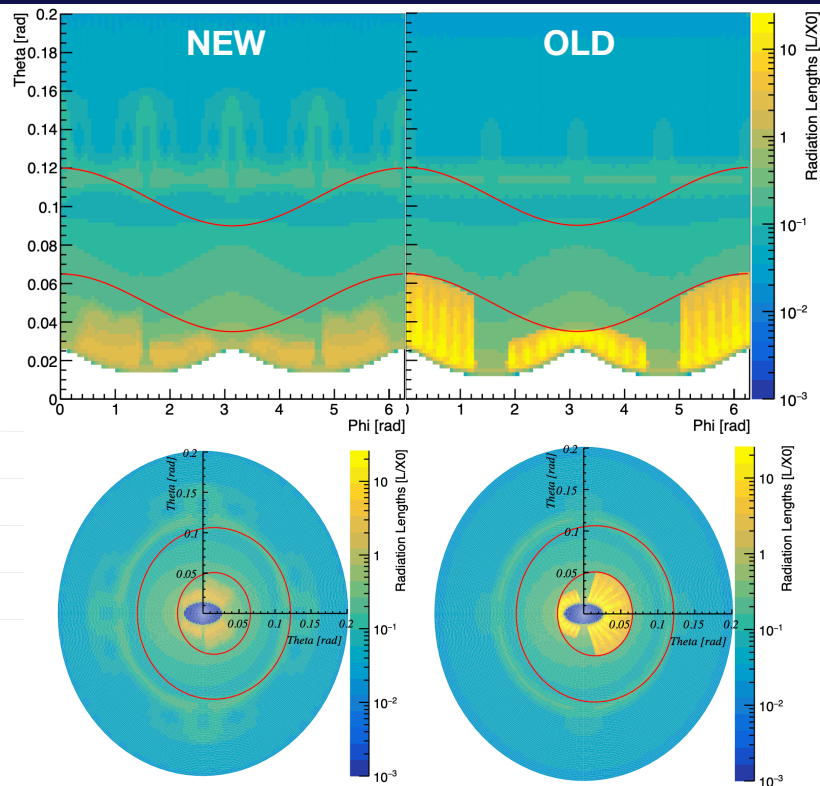 NEW
OLD
Theta [rad]
0.2
0.18
0.16
0.14
0.12
0.1
0.08
0.06
0.04
0.02
0
0 1 2 3 4 5 6
Phi [rad]
) 1 2 3 4 5 6
Phi [rad]
10
1
10⁻¹
10⁻²
10⁻³
Radiation Lengths [L/X0]
0.2
0.15
0.1
0.05
Theta [rad]
0.05 0.1 0.15 0.2
Theta [rad]
10
1
10⁻¹
10⁻²
10⁻³
Radiation Lengths [L/X0]
0.2
0.15
0.1
0.05
Theta [rad]
0.05 0.1 0.15 0.2
Theta [rad]
10
1
10⁻¹
10⁻²
10⁻³
Radiation Lengths [L/X0]